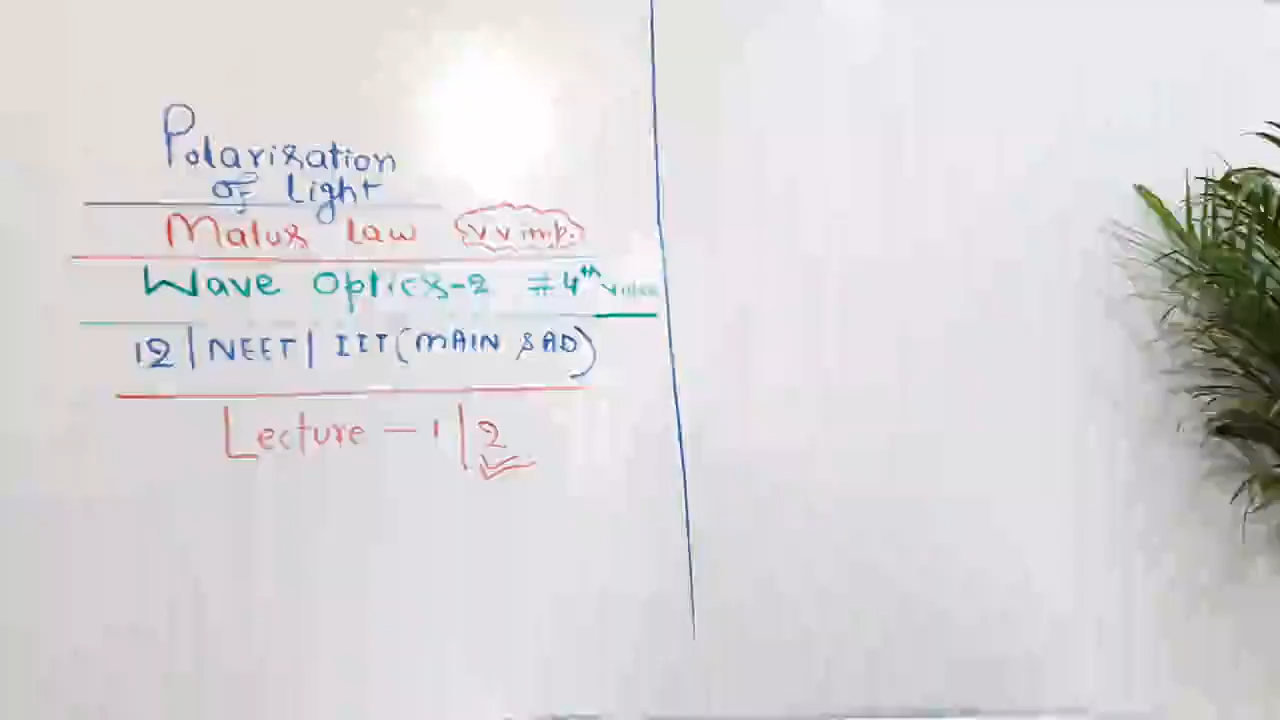 Polarization
of Light
Malus Law vv imp.
Wave Optics-2 #4th video
12 | NEET | IIT (MAIN & AD)
Lecture - 1 | 2